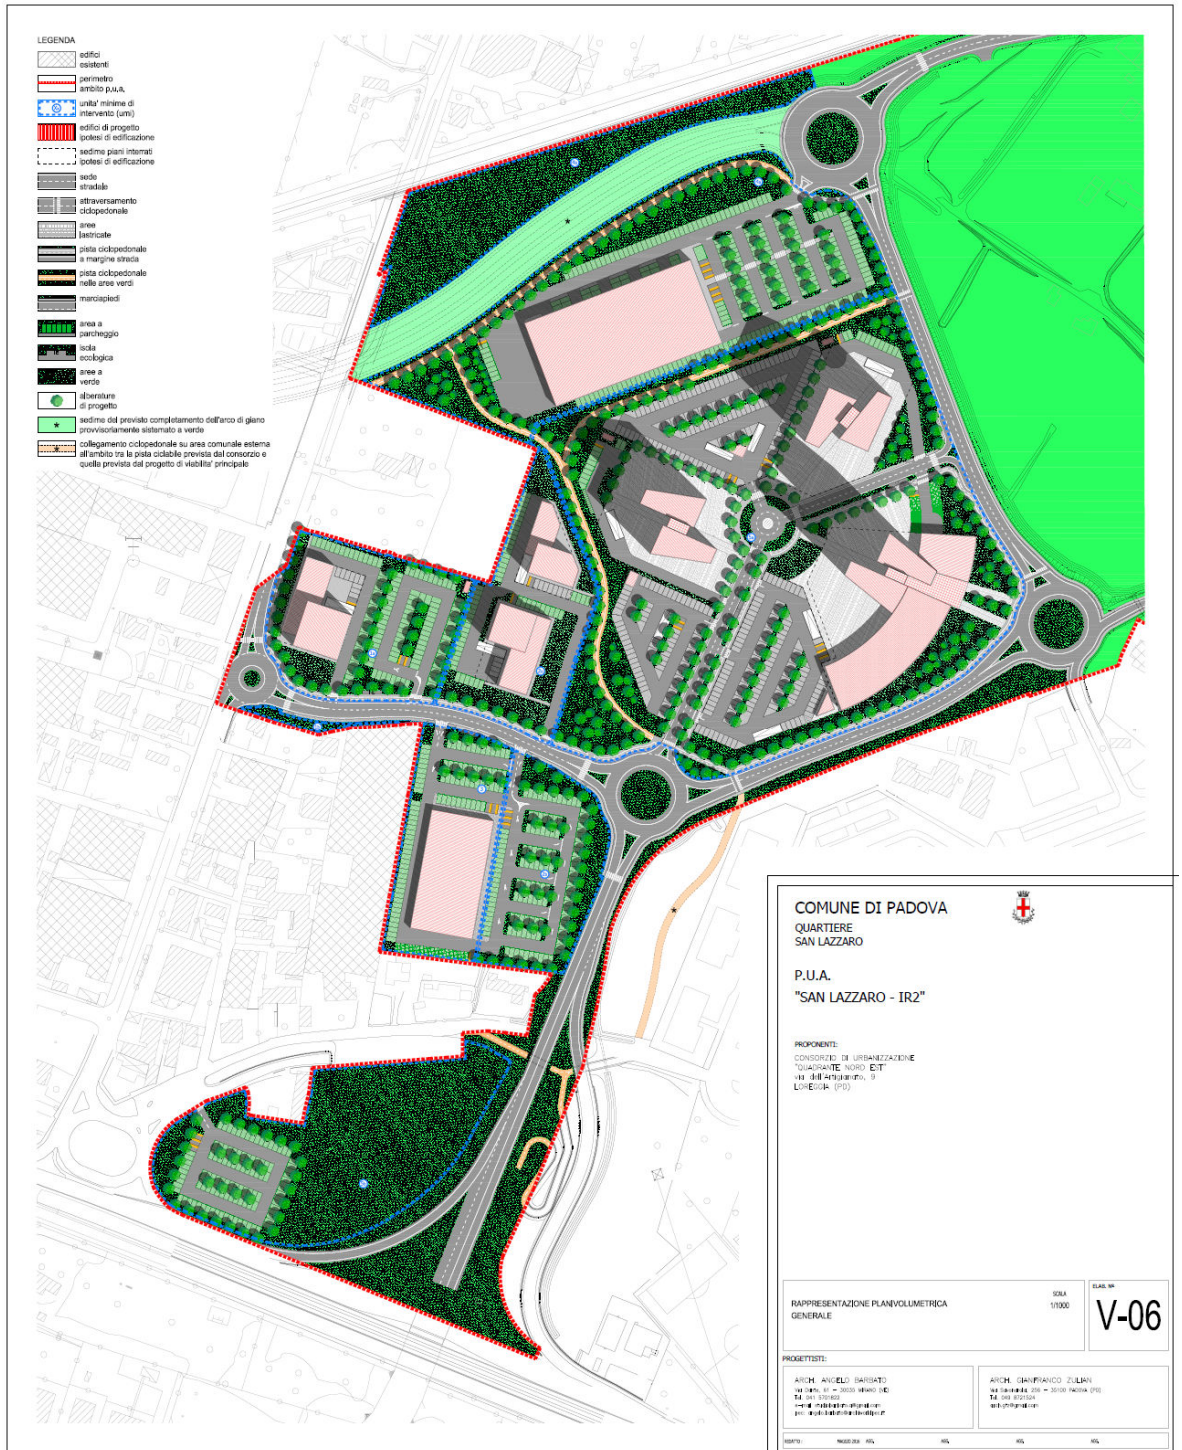 LEGENDA
edifici
esistenti
perimetro
ambito p.u.a.
unita' minime di
intervento (umi)
edifici di progetto
ipotesi di edificazione
sedime piani interrati
ipotesi di edificazione
sede
stradale
attraversamento
ciclopedonale
aree
lastricate
pista ciclopedonale
a margine strada
pista ciclopedonale
nelle aree verdi
marciapiedi
area a
parcheggio
isola
ecologica
aree a
verde
alberature
di progetto
sedime del previsto completamento dell'arco di giano
provvisoriamente sistemato a verde
collegamento ciclopedonale su area comunale esterna
all'ambito tra la pista ciclabile prevista dal consorzio e
quella prevista dal progetto di viabilita' principale
COMUNE DI PADOVA
QUARTIERE
SAN LAZZARO
P.U.A.
"SAN LAZZARO - IR2"
PROPONENTI:
CONSORZIO DI URBANIZZAZIONE
"QUADRANTE NORD EST"
via dell'Artigianato, 9
LOREGGIA (PD)
RAPPRESENTAZIONE PLANIVOLUMETRICA
GENERALE
SCALA
1/1000
ELAB. N°
V-06
PROGETTISTI:
ARCH. ANGELO BARBATO
ARCH. GIANFRANCO ZULIAN